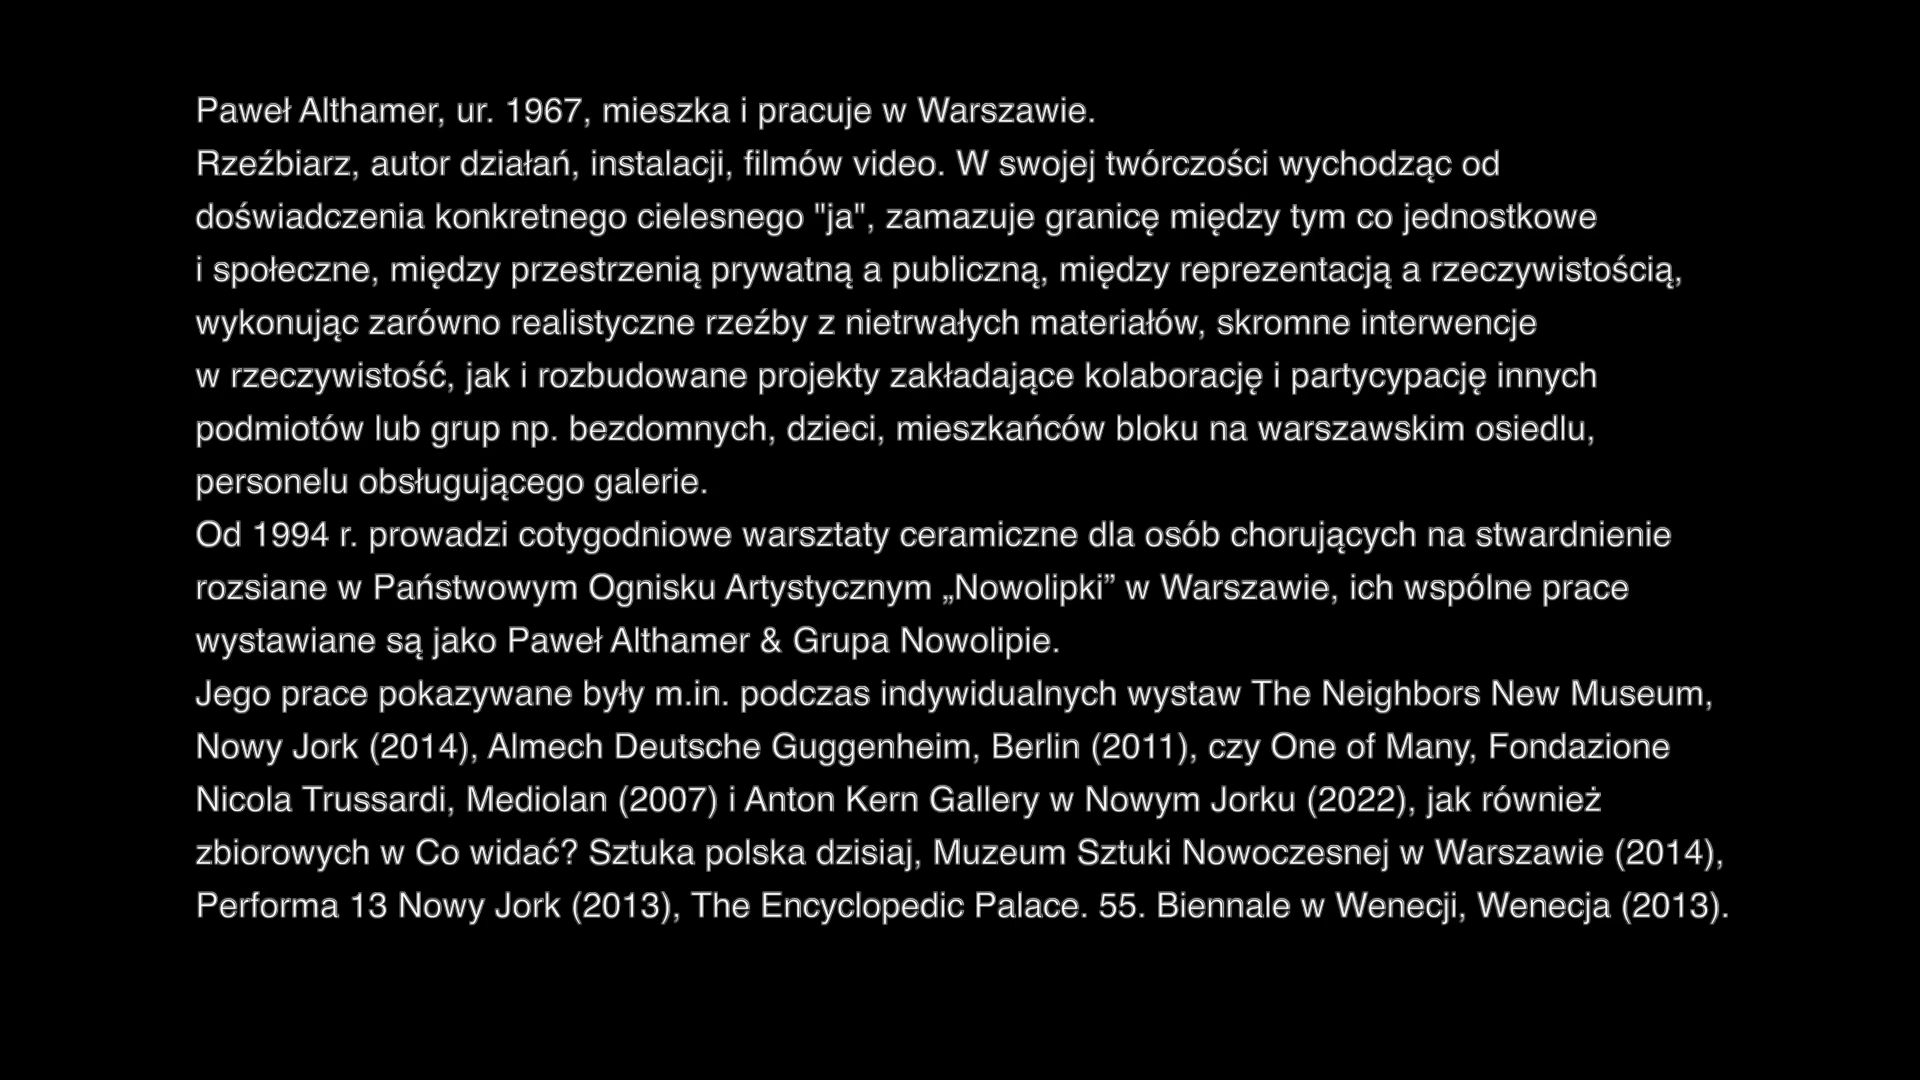 Paweł Althamer, ur. 1967, mieszka i pracuje w Warszawie.
Rzeźbiarz, autor działań, instalacji, filmów video. W swojej twórczości wychodząc od
doświadczenia konkretnego cielesnego "ja", zamazuje granicę między tym co jednostkowe
i społeczne, między przestrzenią prywatną a publiczną, między reprezentacją a rzeczywistością,
wykonując zarówno realistyczne rzeźby z nietrwałych materiałów, skromne interwencje
w rzeczywistość, jak i rozbudowane projekty zakładające kolaborację i partycypację innych
podmiotów lub grup np. bezdomnych, dzieci, mieszkańców bloku na warszawskim osiedlu,
personelu obsługującego galerie.
Od 1994 r. prowadzi cotygodniowe warsztaty ceramiczne dla osób chorujących na stwardnienie
rozsiane w Państwowym Ognisku Artystycznym „Nowolipki” w Warszawie, ich wspólne prace
wystawiane są jako Paweł Althamer & Grupa Nowolipie.
Jego prace pokazywane były m.in. podczas indywidualnych wystaw The Neighbors New Museum,
Nowy Jork (2014), Almech Deutsche Guggenheim, Berlin (2011), czy One of Many, Fondazione
Nicola Trussardi, Mediolan (2007) i Anton Kern Gallery w Nowym Jorku (2022), jak również
zbiorowych w Co widać? Sztuka polska dzisiaj, Muzeum Sztuki Nowoczesnej w Warszawie (2014),
Performa 13 Nowy Jork (2013), The Encyclopedic Palace. 55. Biennale w Wenecji, Wenecja (2013).